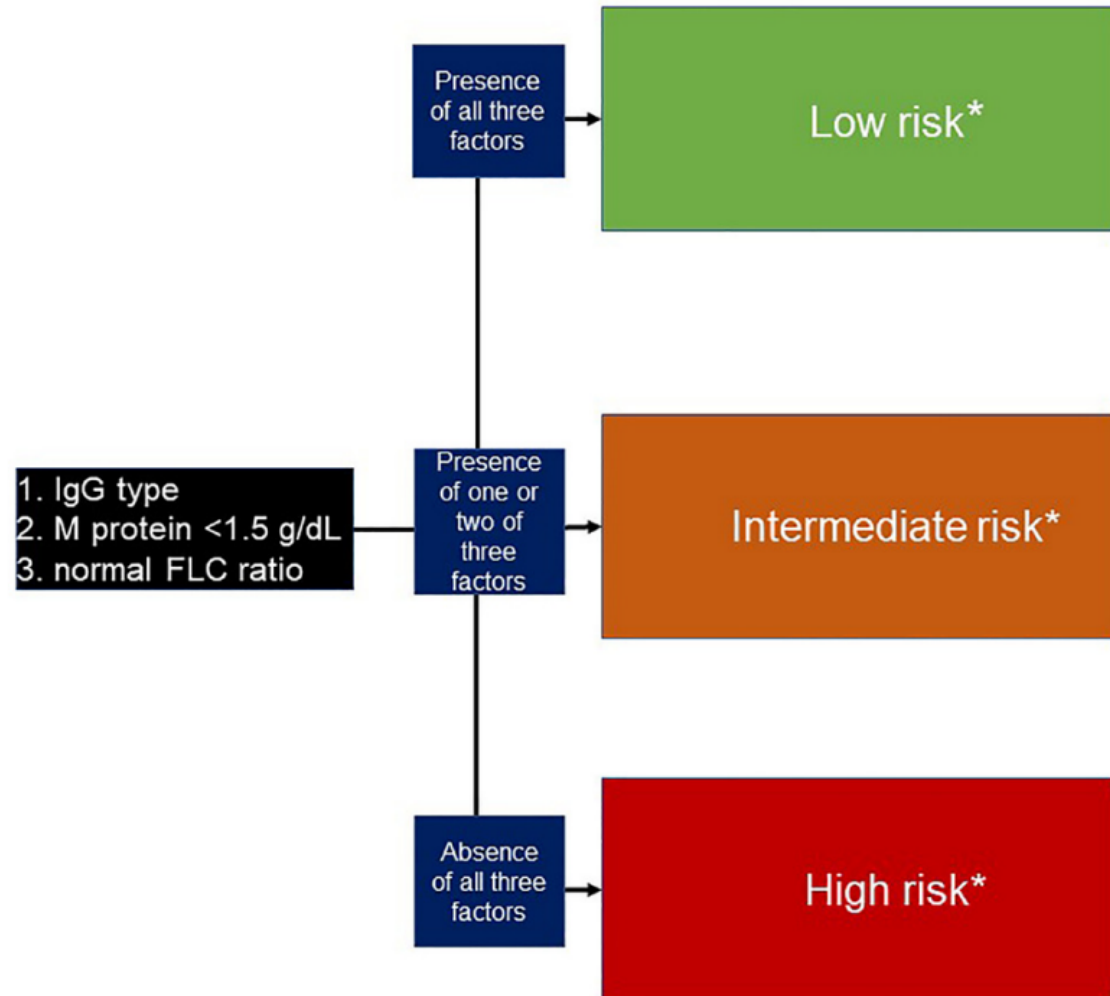 Presence
of all three
factors
Low risk*
1. IgG type
2. M protein <1.5 g/dL
3. normal FLC ratio
Presence
of one or
two of
three
factors
Intermediate risk*
Absence
of all three
factors
High risk*